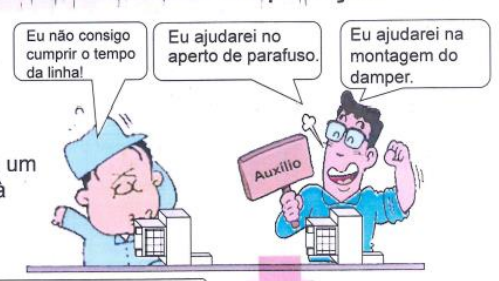 Eu não consigo
cumprir o tempo
da linha!
Eu ajudarei no
aperto de parafuso.
Eu ajudarei na
montagem do
damper.
um
à
Auxílio